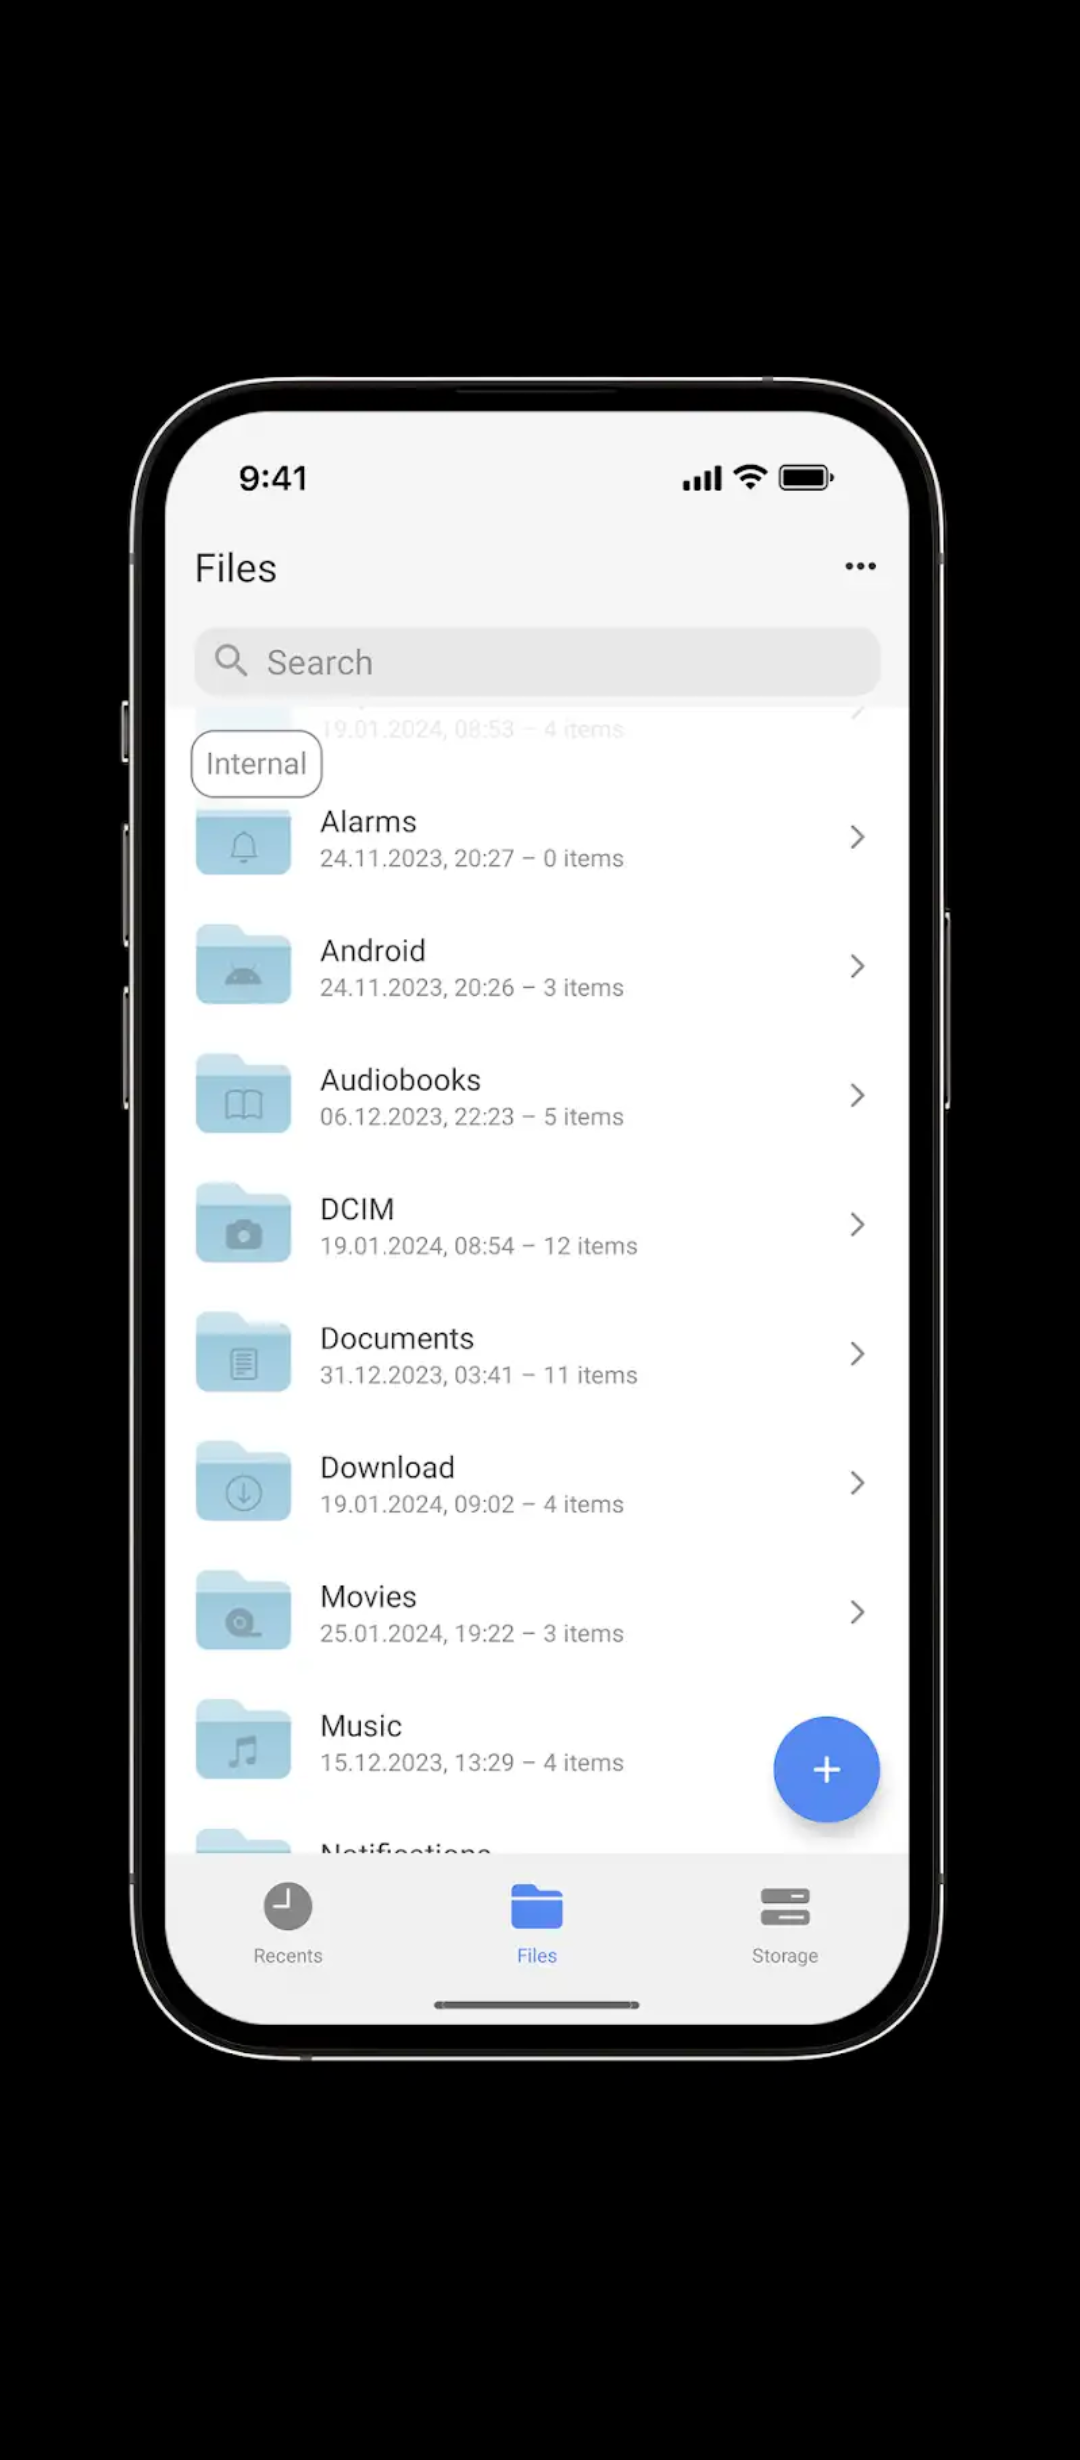 9:41
Files
Search
19.01.2024, 08:53 – 4 items
Internal
Alarms
24.11.2023, 20:27 – 0 items
Android
24.11.2023, 20:26 – 3 items
Audiobooks
06.12.2023, 22:23 – 5 items
DCIM
19.01.2024, 08:54 – 12 items
Documents
31.12.2023, 03:41 – 11 items
Download
19.01.2024, 09:02 – 4 items
Movies
25.01.2024, 19:22 – 3 items
Music
15.12.2023, 13:29 – 4 items
Notifications
Recents
Files
Storage